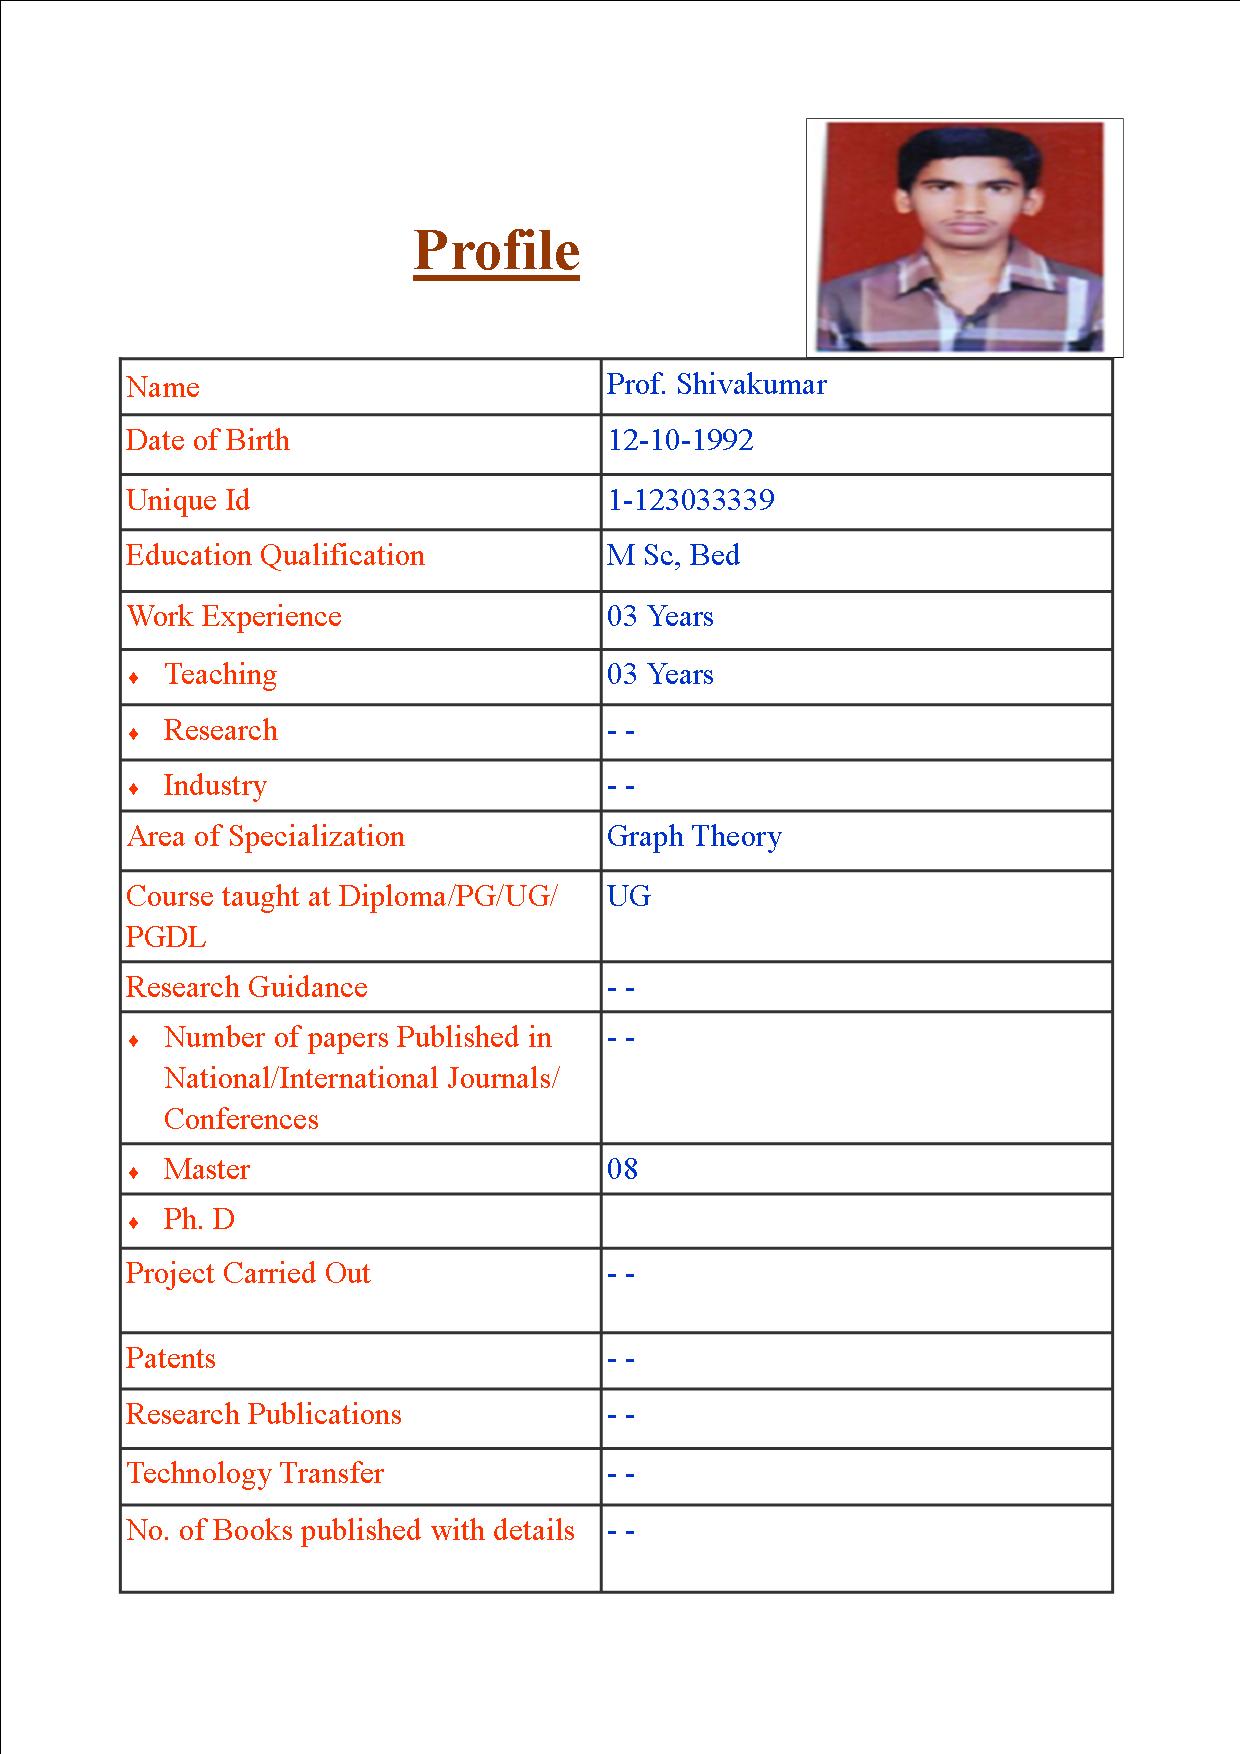 Profile
Name Prof. Shivakumar
Date of Birth 12-10-1992
Unique Id 1-123033339
Education Qualification M Sc, Bed
Work Experience 03 Years
♦ Teaching 03 Years
♦ Research - -
♦ Industry - -
Area of Specialization Graph Theory
Course taught at Diploma/PG/UG/ UG
PGDL
Research Guidance - -
♦ Number of papers Published in - -
National/International Journals/
Conferences
♦ Master 08
♦ Ph. D
Project Carried Out - -
Patents - -
Research Publications - -
Technology Transfer - -
No. of Books published with details - -